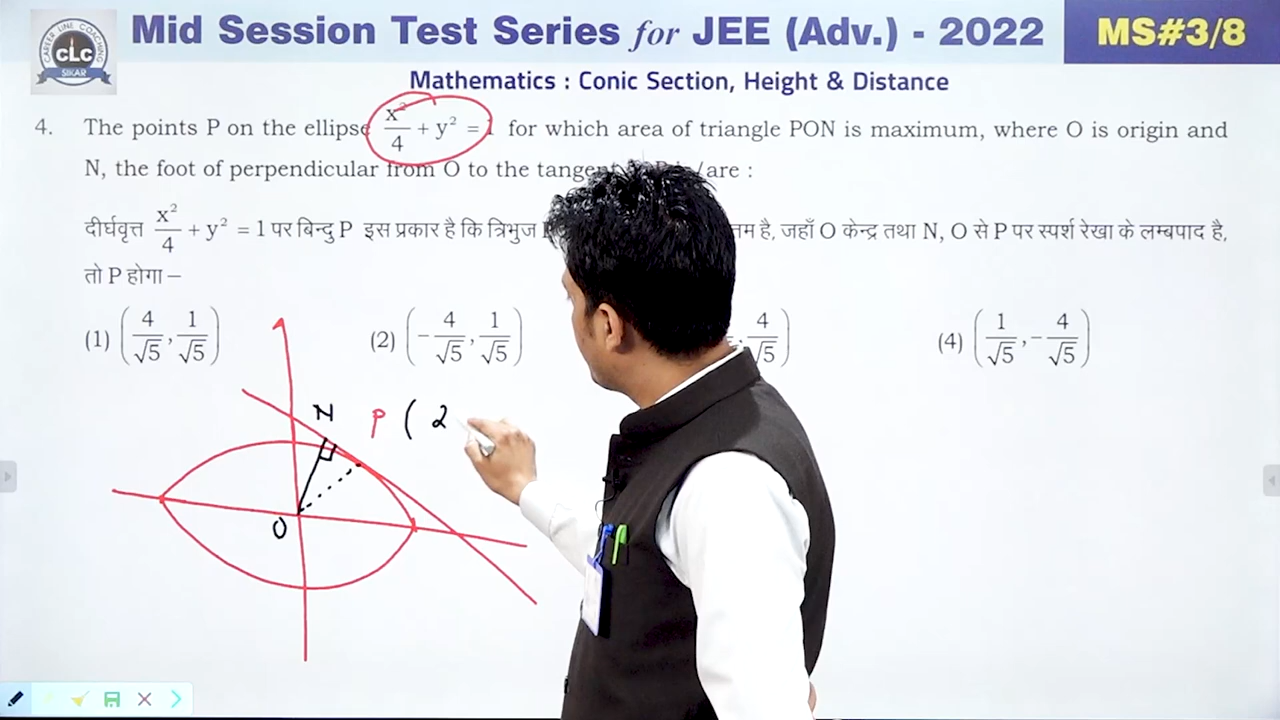 CAREER LINE COACHING
CLC
SIKAR
Mid Session Test Series for JEE (Adv.) - 2022
MS#3/8
Mathematics : Conic Section, Height & Distance
4. The points P on the ellipse x²/4 + y² = 1 for which area of triangle PON is maximum, where O is origin and
N, the foot of perpendicular from O to the tangent /are :
दीर्घवृत्त x²/4 + y² = 1 पर बिन्दु P इस प्रकार है कि त्रिभुज है, जहाँ O केन्द्र तथा N, O से P पर स्पर्श रेखा के लम्बपाद है,
तो P होगा –
(1) (4/√5, 1/√5) (2) (-4/√5, 1/√5) , 4/√5) (4) (1/√5, -4/√5)
N P ( 2
O